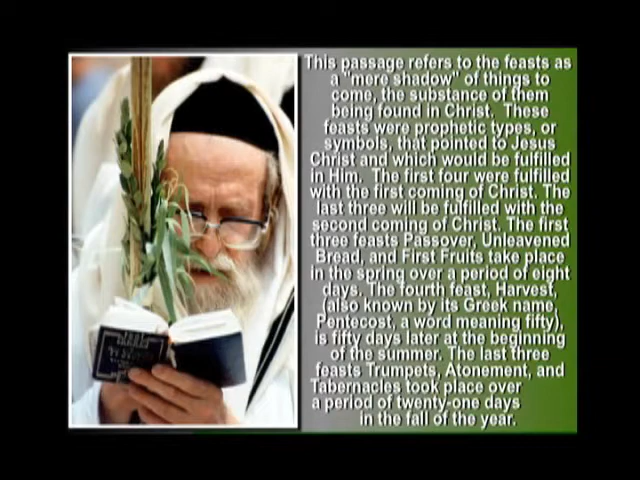 This passage refers to the feasts as
a "mere shadow" of things to
come, the substance of them
being found in Christ. These
feasts were prophetic types, or
symbols, that pointed to Jesus
Christ and which would be fulfilled
in Him. The first four were fulfilled
with the first coming of Christ. The
last three will be fulfilled with the
second coming of Christ. The first
three feasts Passover, Unleavened
Bread, and First Fruits take place
in the spring over a period of eight
days. The fourth feast, Harvest,
(also known by its Greek name,
Pentecost, a word meaning fifty),
is fifty days later at the beginning
of the summer. The last three
feasts Trumpets, Atonement, and
Tabernacles took place over
a period of twenty-one days
in the fall of the year.